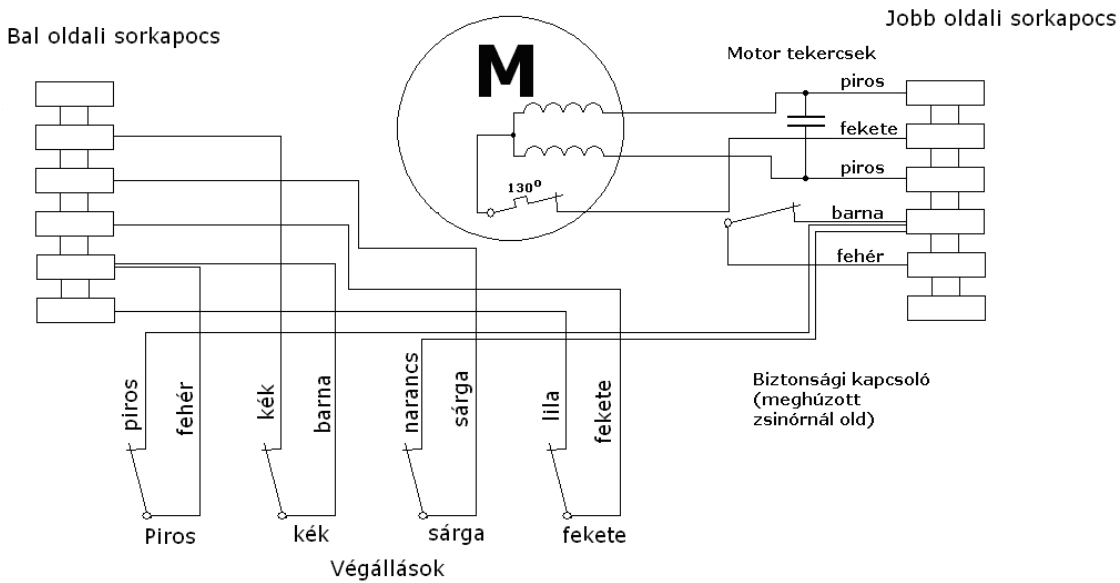 Bal oldali sorkapocs
Jobb oldali sorkapocs
M
Motor tekercsek
piros
fekete
piros
130°
barna
fehér
piros
fehér
kék
barna
narancs
sárga
lila
fekete
Biztonsági kapcsoló
(meghúzott
zsinórnál old)
Piros
kék
sárga
fekete
Végállások